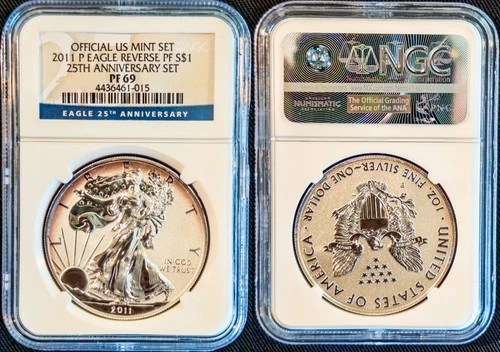 OFFICIAL US MINT SET
2011 P EAGLE REVERSE PF S$1
25TH ANNIVERSARY SET
PF 69
4436461-015
EAGLE 25TH ANNIVERSARY
LIBERTY
IN GOD
WE TRUST
2011
NGC
NUMISMATIC
The Official Grading
Service of the ANA
PNG
UNITED STATES OF AMERICA
1 OZ. FINE SILVER~ONE DOLLAR